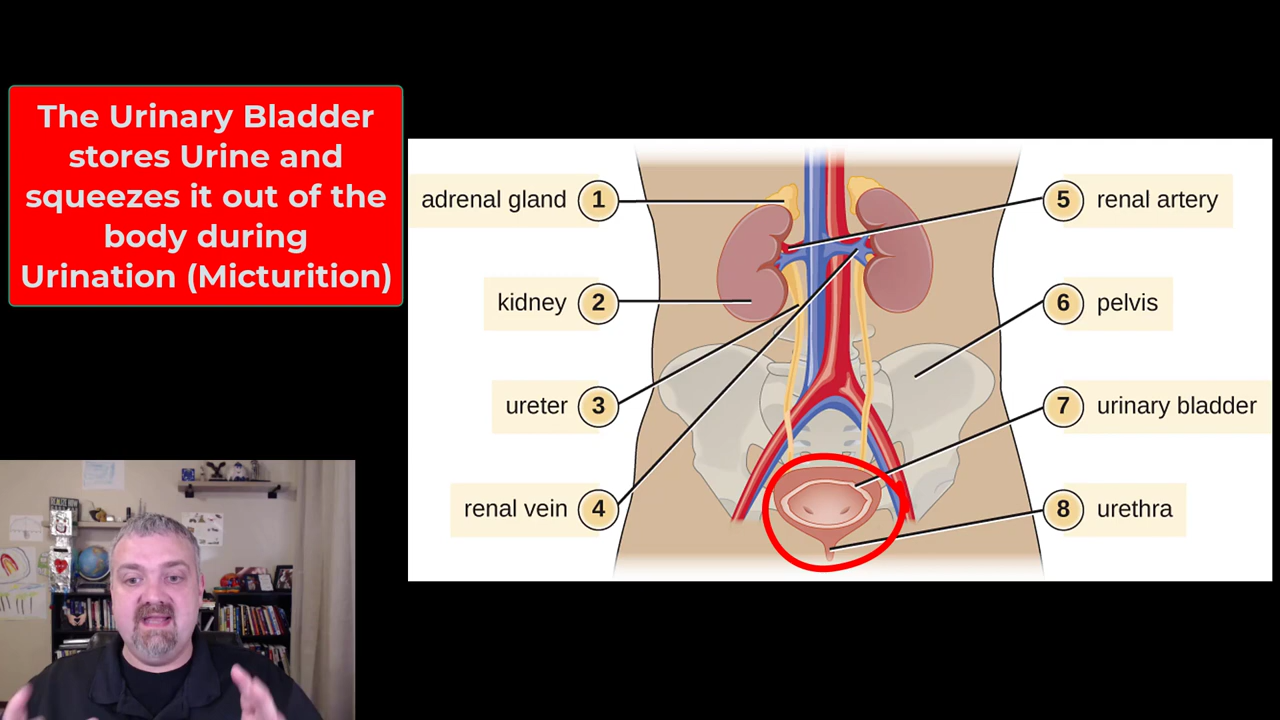 The Urinary Bladder
stores Urine and
squeezes it out of the
body during
Urination (Micturition)
adrenal gland 1
kidney 2
ureter 3
renal vein 4
5 renal artery
6 pelvis
7 urinary bladder
8 urethra